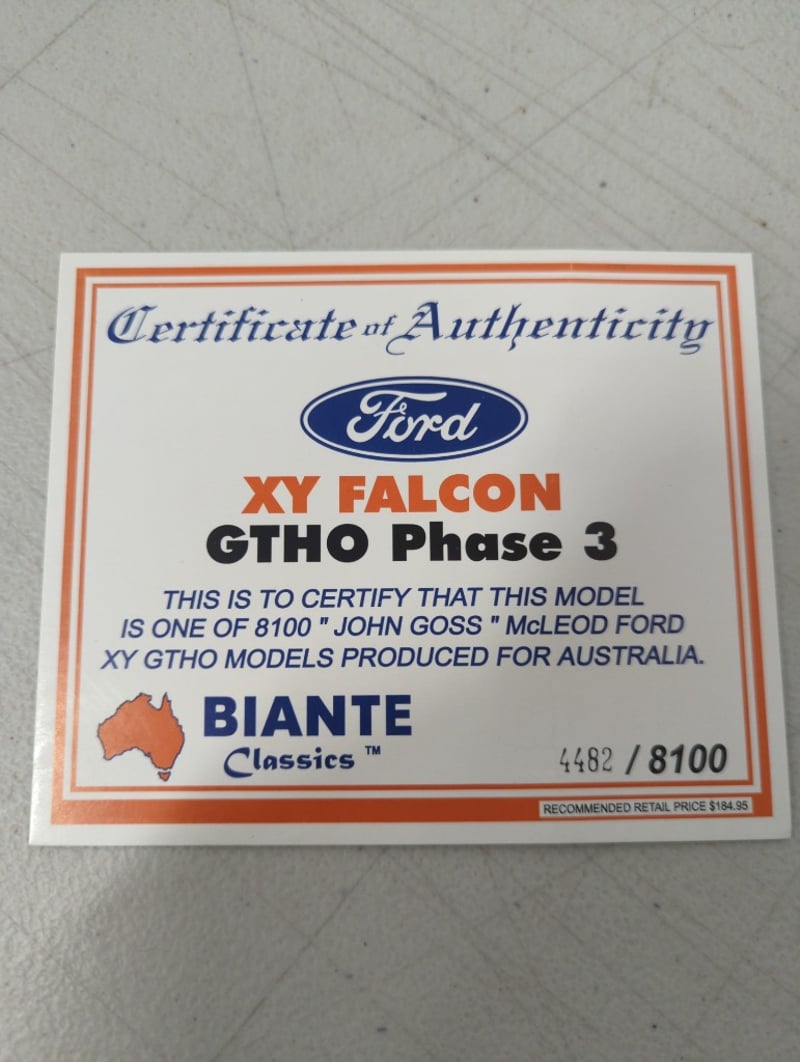 Certificate of Authenticity
Ford
XY FALCON
GTHO Phase 3
THIS IS TO CERTIFY THAT THIS MODEL
IS ONE OF 8100 " JOHN GOSS " McLEOD FORD
XY GTHO MODELS PRODUCED FOR AUSTRALIA.
BIANTE
Classics ™
4482 / 8100
RECOMMENDED RETAIL PRICE $184.95